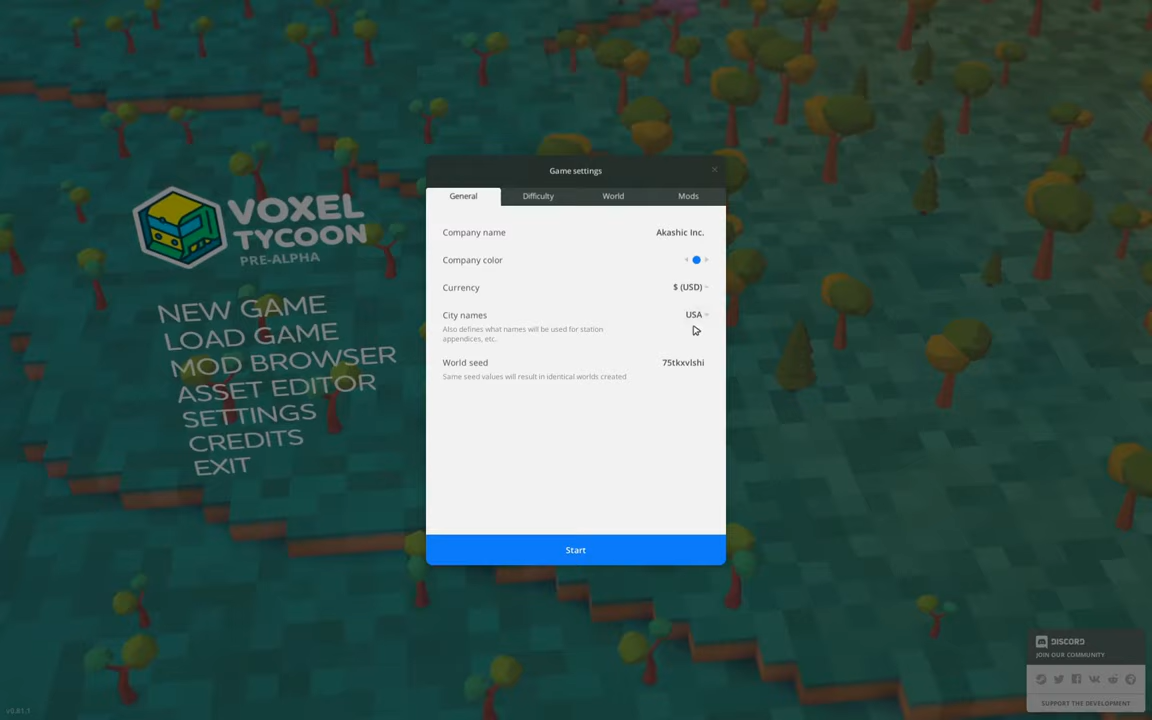 Game settings
General
Difficulty
World
Mods
Company name
Akashic Inc.
Company color
Currency
$ (USD)
City names
USA
Also defines what names will be used for station
appendices, etc.
World seed
75tkxvlshi
Same seed values will result in identical worlds created
Start
VOXEL
TYCOON
PRE-ALPHA
NEW GAME
LOAD GAME
MOD BROWSER
ASSET EDITOR
SETTINGS
CREDITS
EXIT
DISCORD
JOIN OUR COMMUNITY
SUPPORT THE DEVELOPMENT